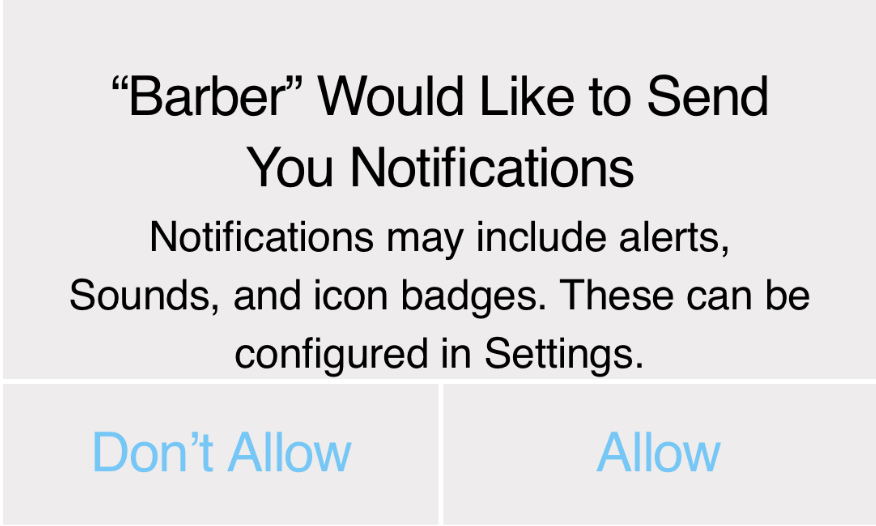 “Barber” Would Like to Send
You Notifications
Notifications may include alerts,
Sounds, and icon badges. These can be
configured in Settings.
Don’t Allow
Allow